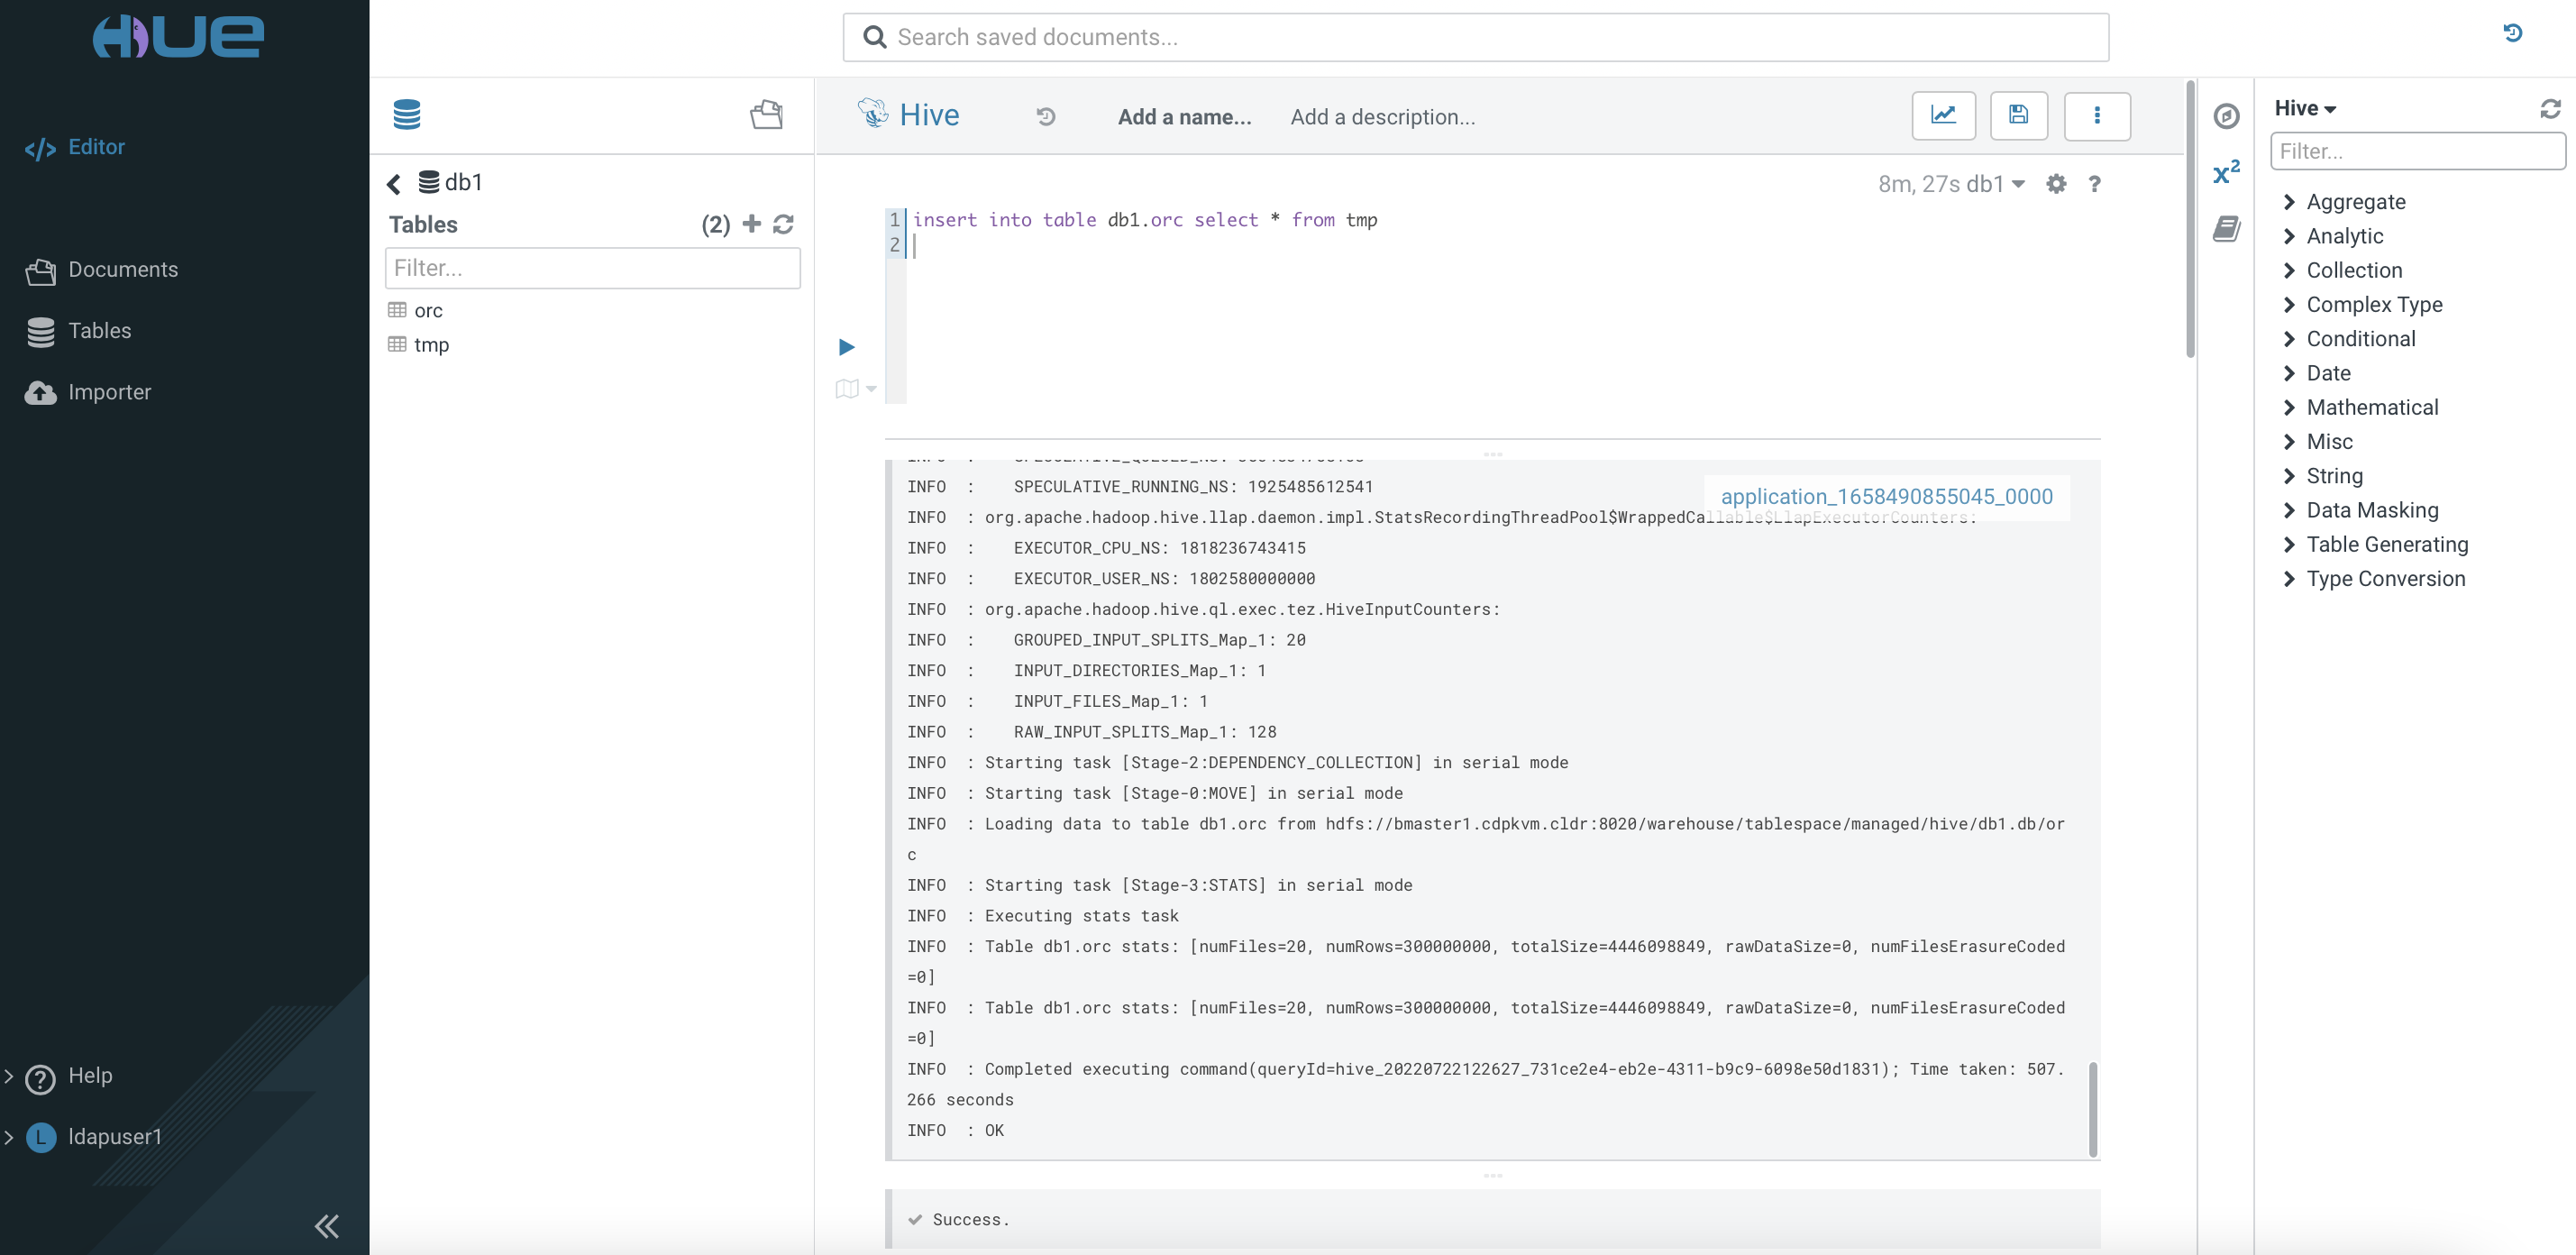 HUE
Search saved documents...
Editor
Documents
Tables
Importer
Help
L ldapuser1
db1
Tables (2)
Filter...
orc
tmp
Hive Add a name... Add a description...
8m, 27s db1 ?
1 insert into table db1.orc select * from tmp
2
application_1658490855045_0000
INFO : SPECULATIVE_RUNNING_NS: 1925485612541
INFO : org.apache.hadoop.hive.llap.daemon.impl.StatsRecordingThreadPool$WrappedCallable$LlapExecutorCounters:
INFO : EXECUTOR_CPU_NS: 1818236743415
INFO : EXECUTOR_USER_NS: 1802580000000
INFO : org.apache.hadoop.hive.ql.exec.tez.HiveInputCounters:
INFO : GROUPED_INPUT_SPLITS_Map_1: 20
INFO : INPUT_DIRECTORIES_Map_1: 1
INFO : INPUT_FILES_Map_1: 1
INFO : RAW_INPUT_SPLITS_Map_1: 128
INFO : Starting task [Stage-2:DEPENDENCY_COLLECTION] in serial mode
INFO : Starting task [Stage-0:MOVE] in serial mode
INFO : Loading data to table db1.orc from hdfs://bmaster1.cdpkvm.cldr:8020/warehouse/tablespace/managed/hive/db1.db/or
c
INFO : Starting task [Stage-3:STATS] in serial mode
INFO : Executing stats task
INFO : Table db1.orc stats: [numFiles=20, numRows=300000000, totalSize=4446098849, rawDataSize=0, numFilesErasureCoded
=0]
INFO : Table db1.orc stats: [numFiles=20, numRows=300000000, totalSize=4446098849, rawDataSize=0, numFilesErasureCoded
=0]
INFO : Completed executing command(queryId=hive_20220722122627_731ce2e4-eb2e-4311-b9c9-6098e50d1831); Time taken: 507.
266 seconds
INFO : OK
Success.
x²
Hive
Filter...
Aggregate
Analytic
Collection
Complex Type
Conditional
Date
Mathematical
Misc
String
Data Masking
Table Generating
Type Conversion